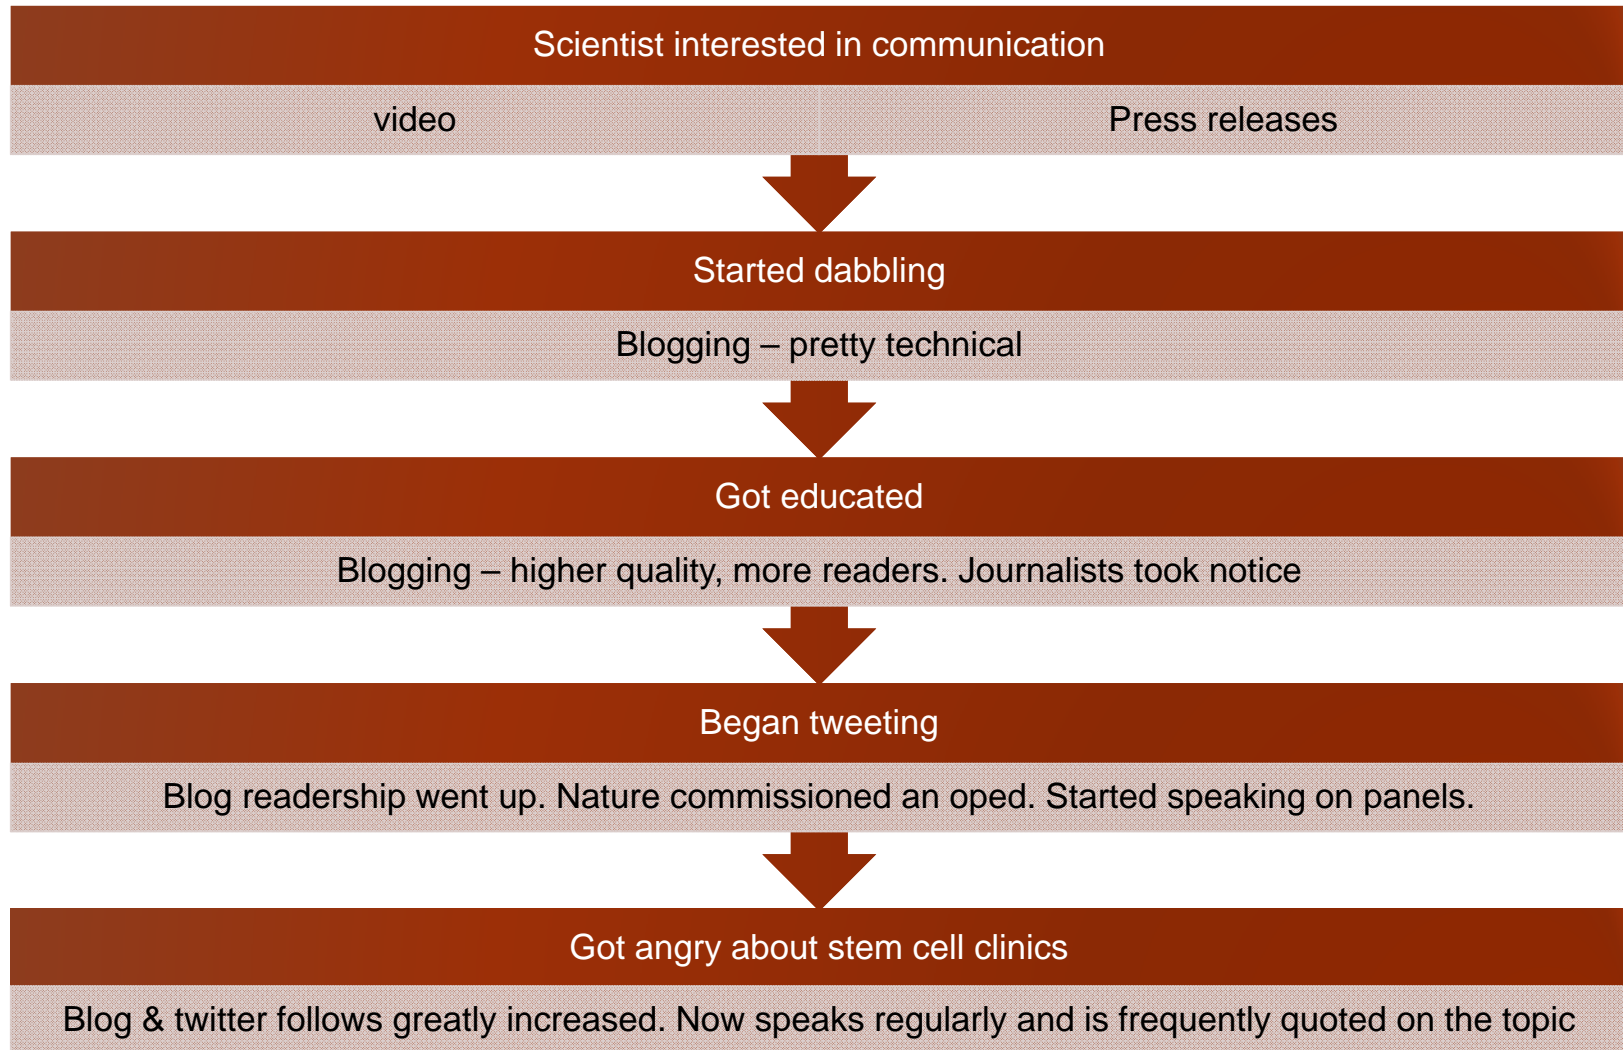 Scientist interested in communication
video
Press releases
Started dabbling
Blogging – pretty technical
Got educated
Blogging – higher quality, more readers. Journalists took notice
Began tweeting
Blog readership went up. Nature commissioned an oped. Started speaking on panels.
Got angry about stem cell clinics
Blog & twitter follows greatly increased. Now speaks regularly and is frequently quoted on the topic